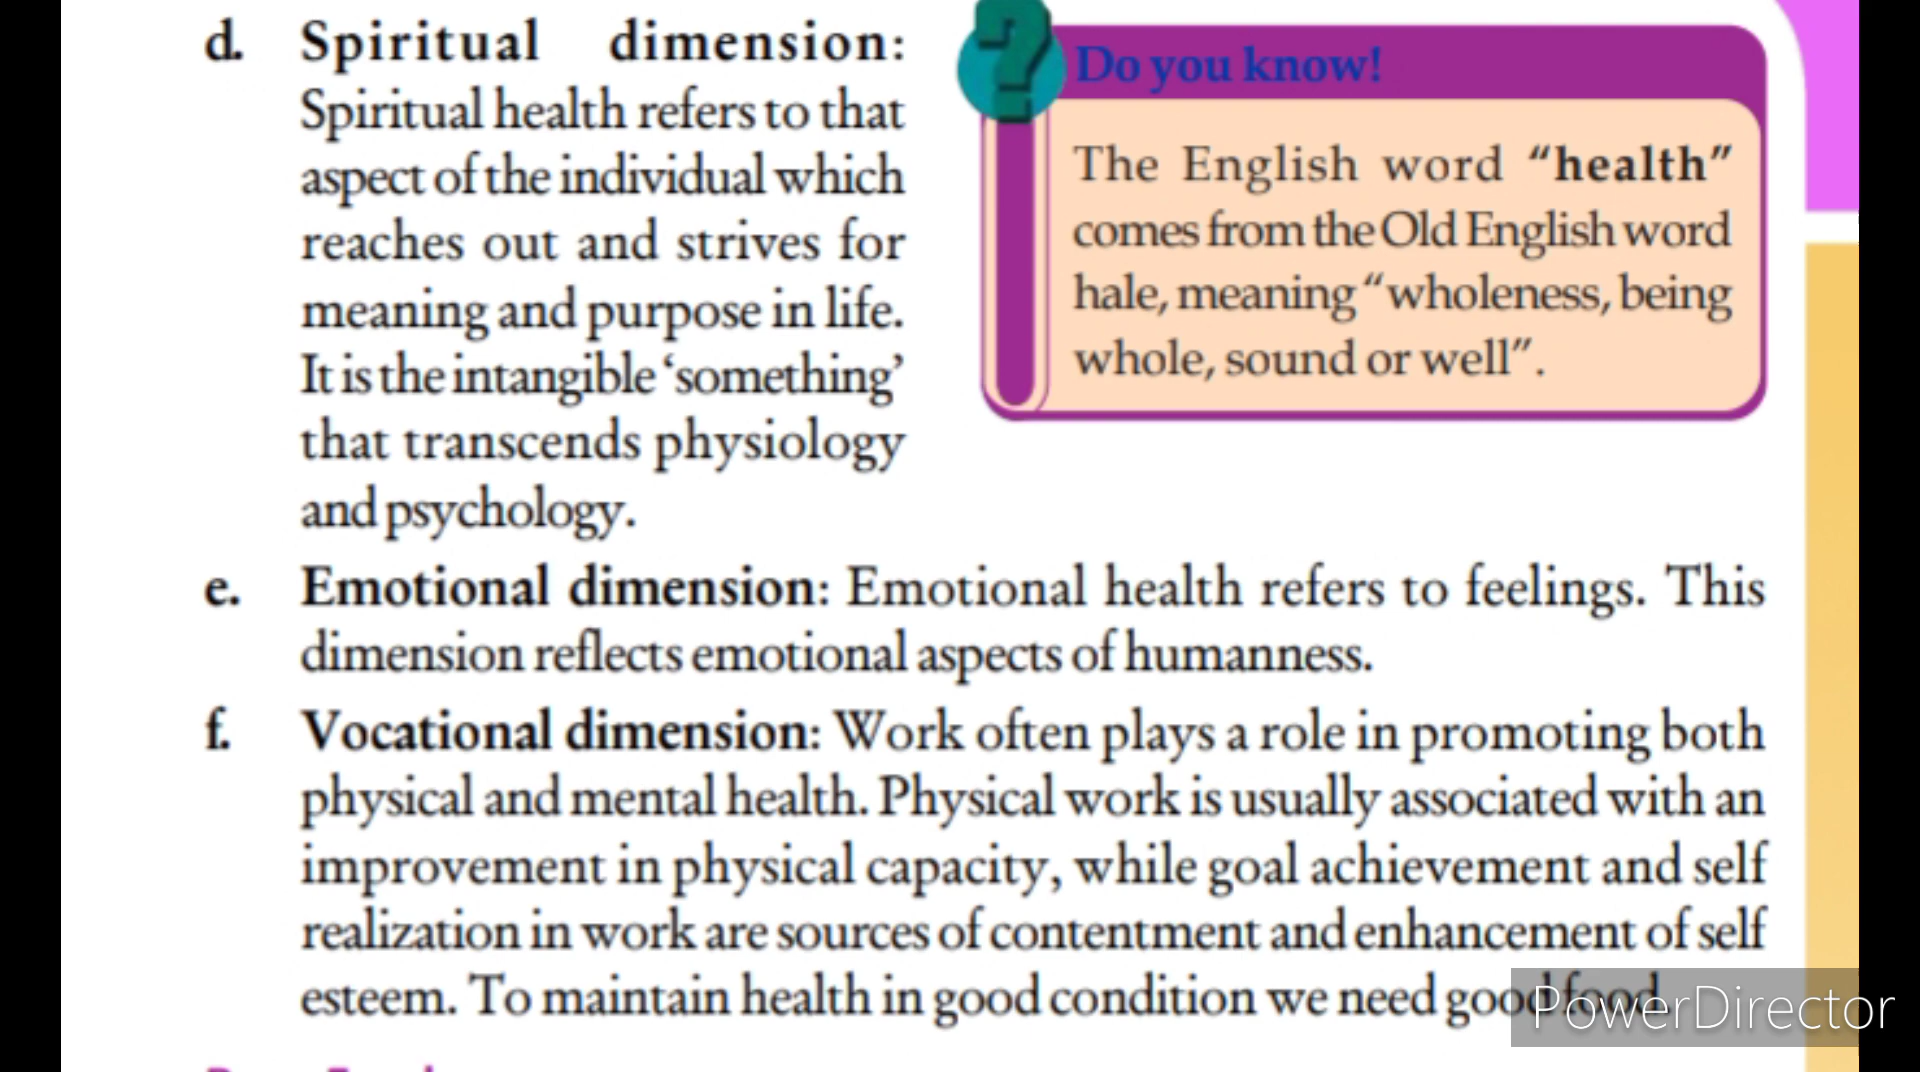 d. Spiritual dimension:
Spiritual health refers to that
aspect of the individual which
reaches out and strives for
meaning and purpose in life.
It is the intangible ‘something’
that transcends physiology
and psychology.
?
Do you know!
The English word “health”
comes from the Old English word
hale, meaning “wholeness, being
whole, sound or well”.
e. Emotional dimension: Emotional health refers to feelings. This
dimension reflects emotional aspects of humanness.
f. Vocational dimension: Work often plays a role in promoting both
physical and mental health. Physical work is usually associated with an
improvement in physical capacity, while goal achievement and self
realization in work are sources of contentment and enhancement of self
esteem. To maintain health in good condition we need good food.
PowerDirector